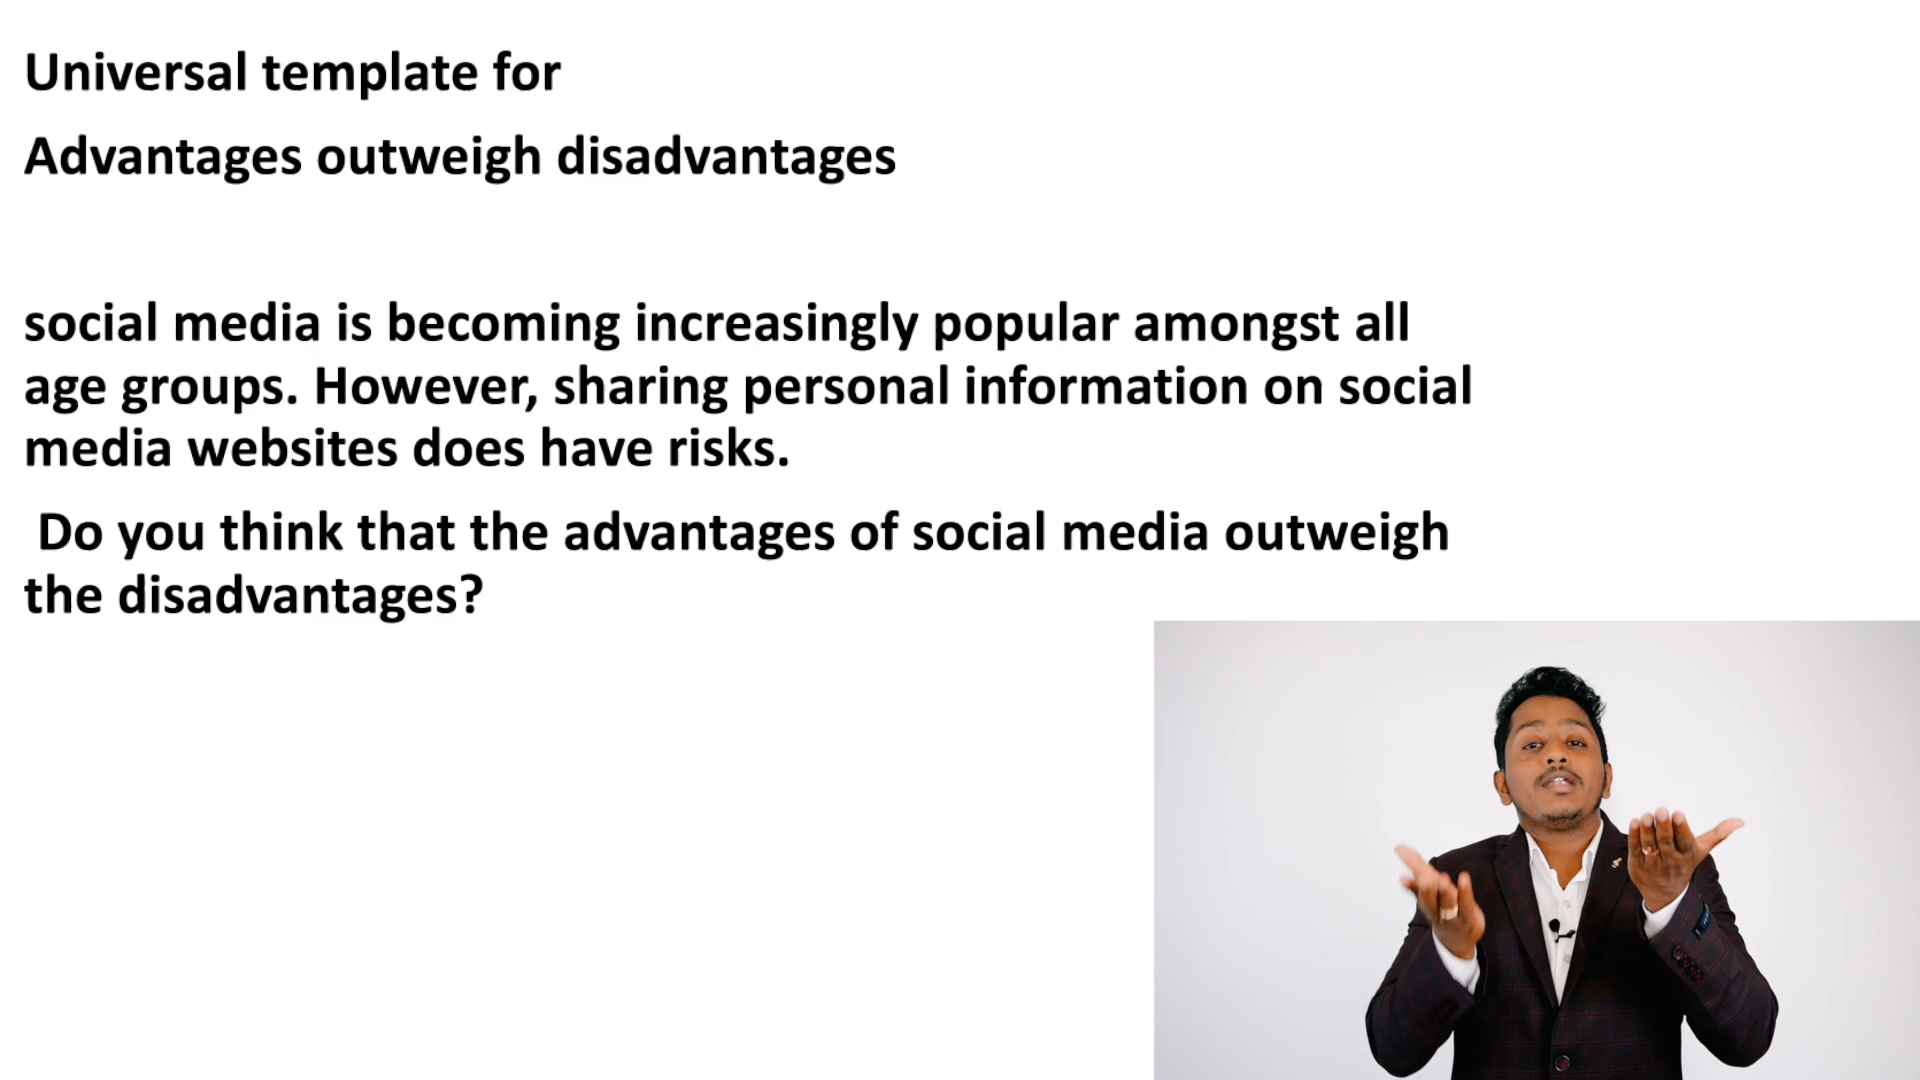 Universal template for
Advantages outweigh disadvantages
social media is becoming increasingly popular amongst all
age groups. However, sharing personal information on social
media websites does have risks.
Do you think that the advantages of social media outweigh
the disadvantages?